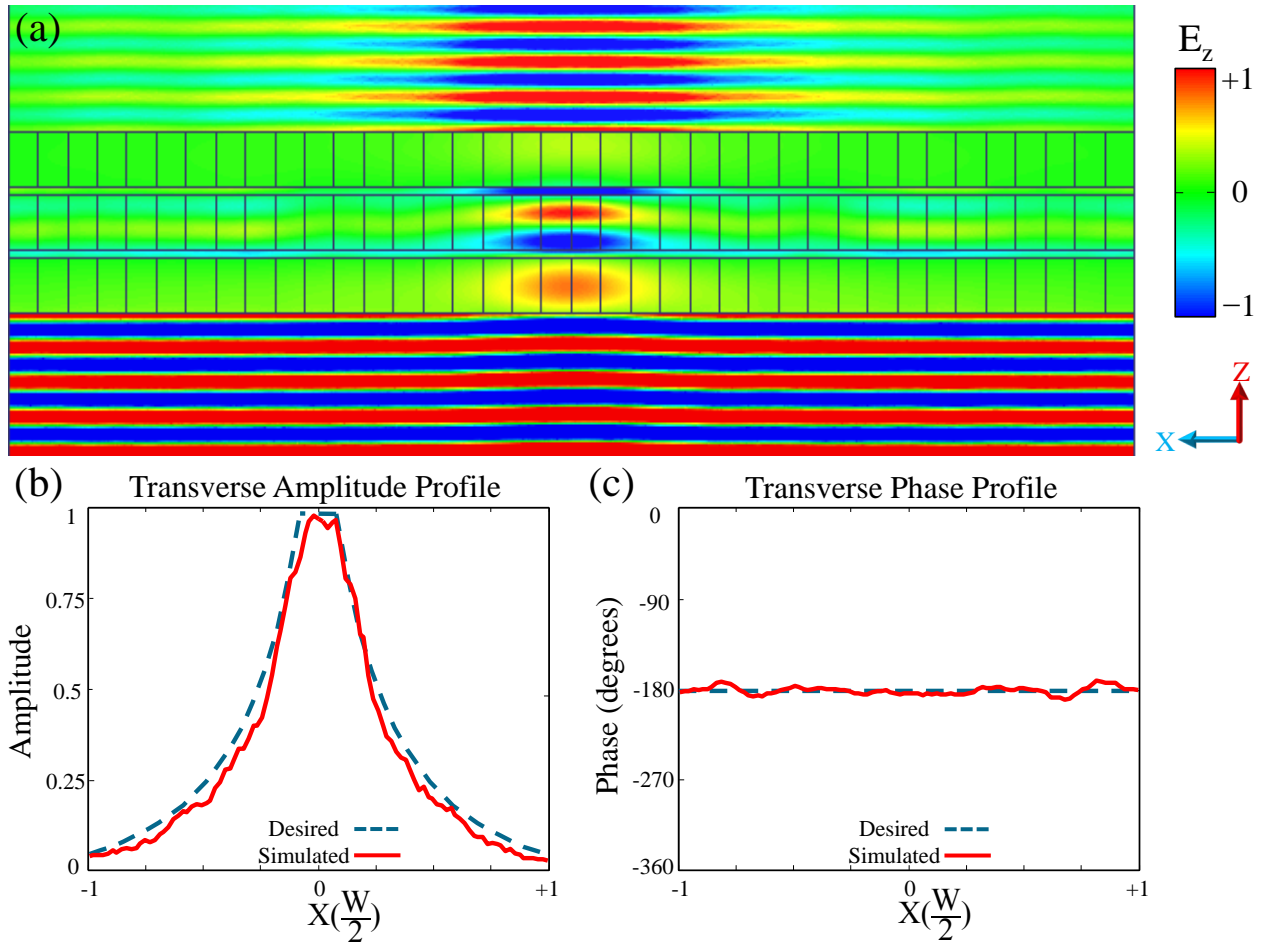 (a)
E_z
+1
0
−1
Z
X
(b)
Transverse Amplitude Profile
1
0.75
0.5
0.25
0
Amplitude
Desired
Simulated
-1
0
+1
X(W/2)
(c)
Transverse Phase Profile
0
-90
-180
-270
-360
Phase (degrees)
Desired
Simulated
-1
0
+1
X(W/2)